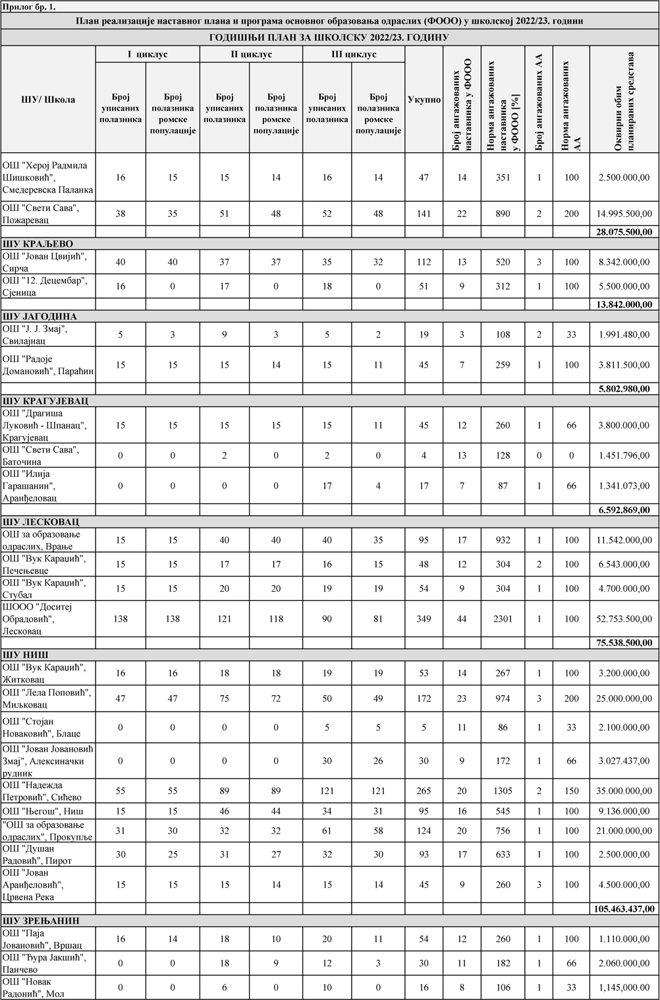 Прилог бр. 1.
План реализације наставног плана и програма основног образовања одраслих (ФООО) у школској 2022/23. години
ГОДИШЊИ ПЛАН ЗА ШКОЛСКУ 2022/23. ГОДИНУ
ШУ/ Школа
I циклус
II циклус
III циклус
Број
уписаних
полазника
Број
полазника
ромске
популације
Број
уписаних
полазника
Број
полазника
ромске
популације
Број
уписаних
полазника
Број
полазника
ромске
популације
Укупно
Број ангажованих
наставника у ФООО
Норма ангажованих
наставника
у ФООО [%]
Број ангажованих АА
Норма ангажованих
АА
Оквирни обим
планираних средстава
ОШ "Херој Радмила
Шишковић",
Смедеревска Паланка
16 15 15 14 16 14 47 14 351 1 100 2.500.000,00
ОШ "Свети Сава",
Пожаревац
38 35 51 48 52 48 141 22 890 2 200 14.995.500,00
28.075.500,00
ШУ КРАЉЕВО
ОШ "Јован Цвијић",
Сирча
40 40 37 37 35 32 112 13 520 3 100 8.342.000,00
ОШ "12. Децембар",
Сјеница
16 0 17 0 18 0 51 9 312 1 100 5.500.000,00
13.842.000,00
ШУ ЈАГОДИНА
ОШ "Ј. Ј. Змај",
Свилајнац
5 3 9 3 5 2 19 3 108 2 33 1.991.480,00
ОШ "Радоје
Домановић", Параћин
15 15 15 14 15 11 45 7 259 1 100 3.811.500,00
5.802.980,00
ШУ КРАГУЈЕВАЦ
ОШ "Драгиша
Луковић - Шпанац",
Крагујевац
15 15 15 15 15 11 45 12 260 1 66 3.800.000,00
ОШ "Свети Сава",
Баточина
0 0 2 0 2 0 4 13 128 0 0 1.451.796,00
ОШ "Илија
Гарашанин",
Аранђеловац
0 0 0 0 17 4 17 7 87 1 66 1.341.073,00
6.592.869,00
ШУ ЛЕСКОВАЦ
ОШ за образовање
одраслих, Врање
15 15 40 40 40 35 95 17 932 1 100 11.542.000,00
ОШ "Вук Караџић",
Печењевце
15 15 17 17 16 15 48 12 304 2 100 6.543.000,00
ОШ "Вук Караџић",
Стубал
15 15 20 20 19 19 54 9 304 1 100 4.700.000,00
ШООО "Доситеј
Обрадовић",
Лесковац
138 138 121 118 90 81 349 44 2301 1 100 52.753.500,00
75.538.500,00
ШУ НИШ
ОШ "Вук Караџић",
Житковац
16 16 18 18 19 19 53 14 267 1 100 3.200.000,00
ОШ "Лела Поповић",
Миљковац
47 47 75 72 50 49 172 23 974 3 200 25.000.000,00
ОШ "Стојан
Новаковић", Блаце
0 0 0 0 5 5 5 11 86 1 33 2.100.000,00
ОШ "Јован Јовановић
Змај", Алексиначки
рудник
0 0 0 0 30 26 30 9 172 1 66 3.027.437,00
ОШ "Надежда
Петровић", Сићево
55 55 89 89 121 121 265 20 1305 2 150 35.000.000,00
ОШ "Његош", Ниш 15 15 46 44 34 31 95 16 545 1 100 9.136.000,00
"ОШ за образовање
одраслих", Прокупље
31 30 32 32 61 58 124 20 756 1 100 21.000.000,00
ОШ "Душан
Радовић", Пирот
30 25 31 27 32 30 93 17 633 1 100 2.500.000,00
ОШ "Јован
Аранђеловић",
Црвена Река
15 15 15 14 15 14 45 9 260 3 100 4.500.000,00
105.463.437,00
ШУ ЗРЕЊАНИН
ОШ "Паја
Јовановић", Вршац
16 14 18 10 20 11 54 12 260 1 100 1.110.000,00
ОШ "Ђура Јакшић",
Панчево
0 0 18 9 12 3 30 11 182 1 66 2.060.000,00
ОШ "Новак
Радонић", Мол
0 0 6 0 10 0 16 8 106 1 33 1,145,000.00